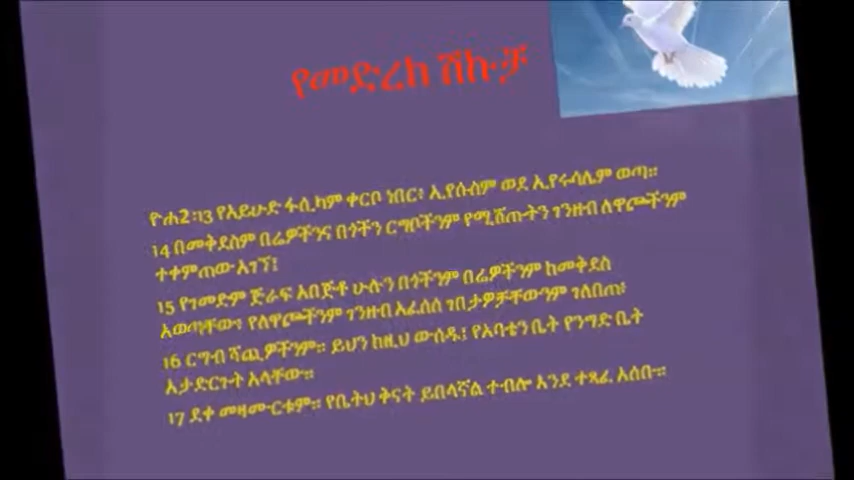 የመድረክ ሽኩቻ
ዮሐ2፡13 የአይሁድ ፋሲካም ቀርቦ ነበር፥ ኢየሱስም ወደ ኢየሩሳሌም ወጣ።
14 በመቅደስም በሬዎችንና በጎችን ርግቦችንም የሚሸጡትን ገንዘብ ለዋጮችንም
ተቀምጠው አገኘ፤
15 የገመድም ጅራፍ አበጅቶ ሁሉን በጎችንም በሬዎችንም ከመቅደስ
አወጣቸው፥ የለዋጮችንም ገንዘብ አፈሰሰ ገበታዎቻቸውንም ገለበጠ፥
16 ርግብ ሻጪዎችንም። ይህን ከዚህ ውሰዱ፤ የአባቴን ቤት የንግድ ቤት
አታድርጉት አላቸው።
17 ደቀ መዛሙርቱም። የቤትህ ቅናት ይበላኛል ተብሎ እንደ ተጻፈ አሰቡ።